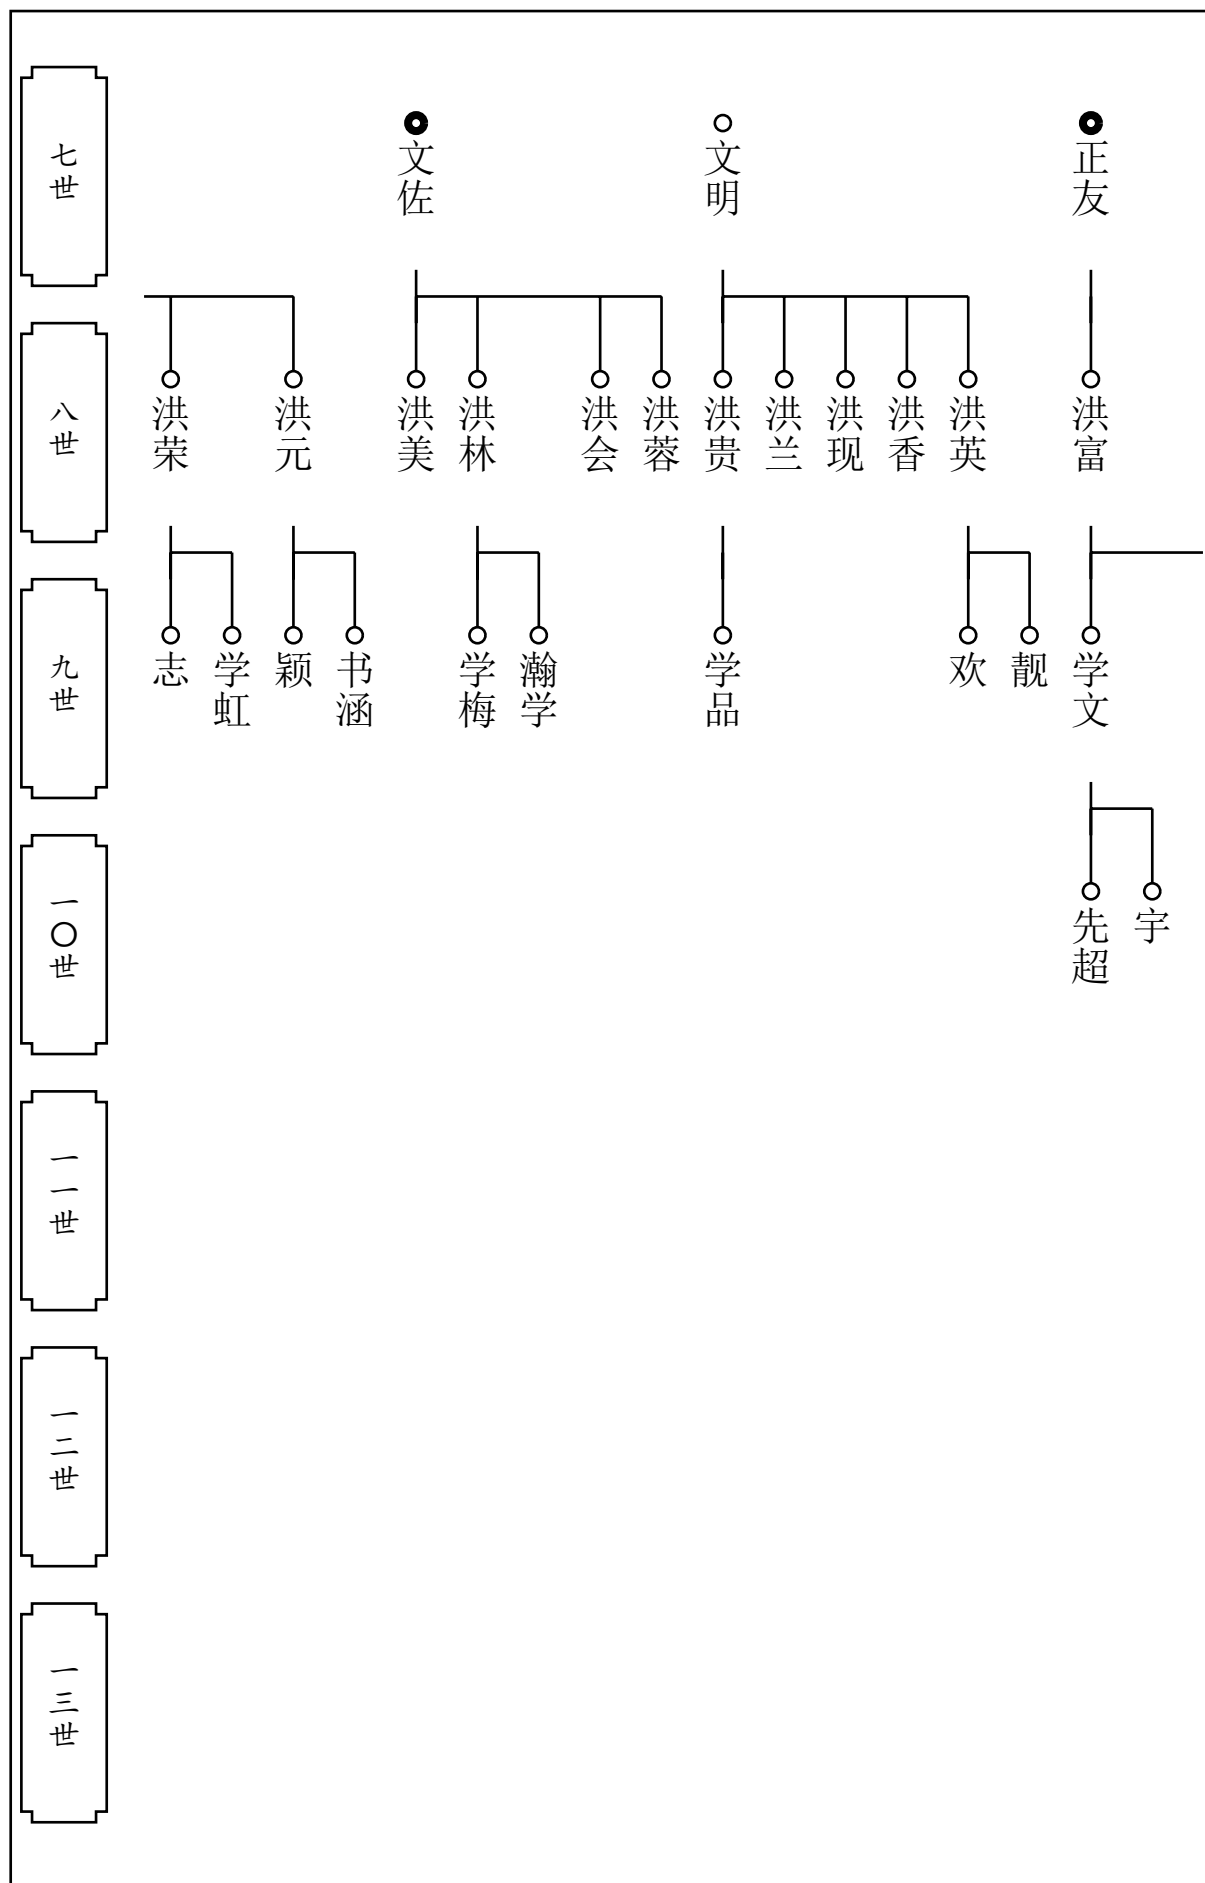 七世
文佐
文明
正友
八世
洪荣
洪元
洪美
洪林
洪会
洪蓉
洪贵
洪兰
洪现
洪香
洪英
洪富
九世
志
学虹
颖
书涵
学梅
瀚学
学品
欢
靓
学文
一〇世
先超
宇
一一世
一二世
一三世